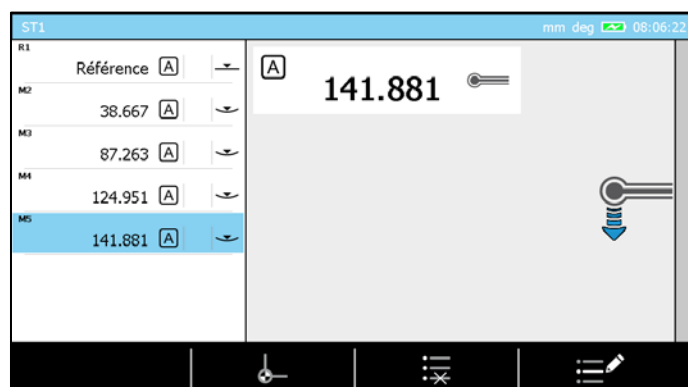 ST1 mm deg 08:06:22
R1
Référence A
M2
38.667 A
M3
87.263 A
M4
124.951 A
M5
141.881 A
A
141.881